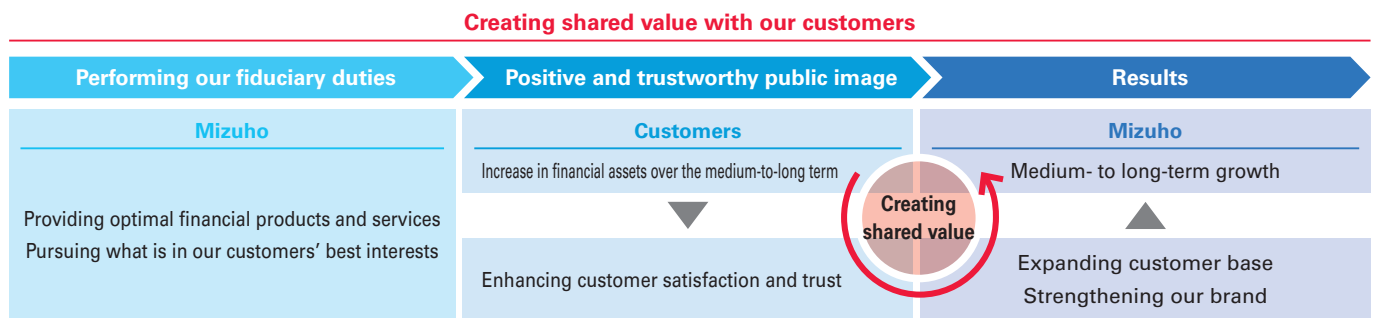 Creating shared value with our customers
Performing our fiduciary duties
Positive and trustworthy public image
Results
Mizuho
Providing optimal financial products and services
Pursuing what is in our customers’ best interests
Customers
Increase in financial assets over the medium-to-long term
Enhancing customer satisfaction and trust
Creating
shared value
Mizuho
Medium- to long-term growth
Expanding customer base
Strengthening our brand